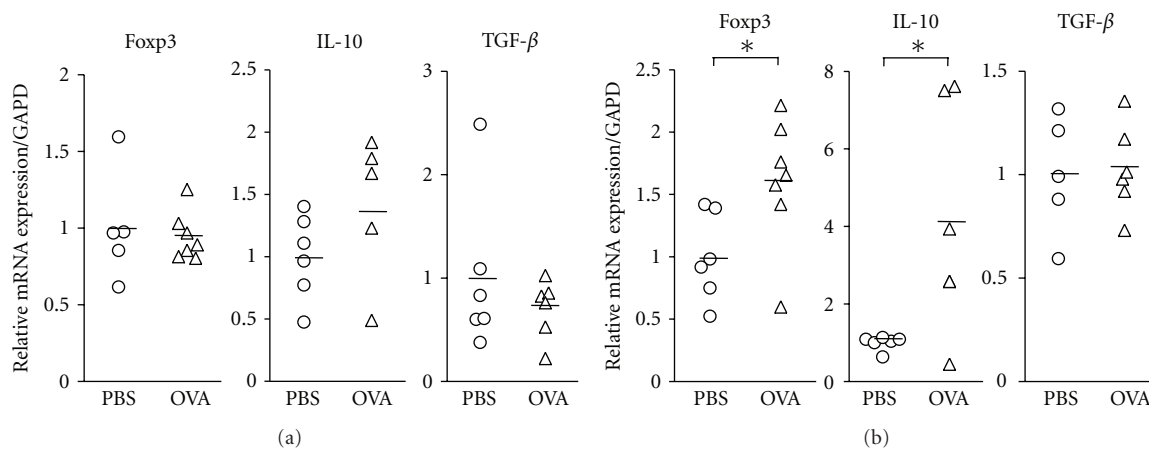 Foxp3
IL-10
TGF-β
Relative mRNA expression/GAPD
2
1.5
1
0.5
0
PBS OVA
2.5
2
1.5
1
0.5
0
PBS OVA
3
2
1
0
PBS OVA
(a)
Foxp3
IL-10
TGF-β
Relative mRNA expression/GAPD
*
2.5
2
1.5
1
0.5
0
PBS OVA
*
8
6
4
2
0
PBS OVA
1.5
1
0.5
0
PBS OVA
(b)